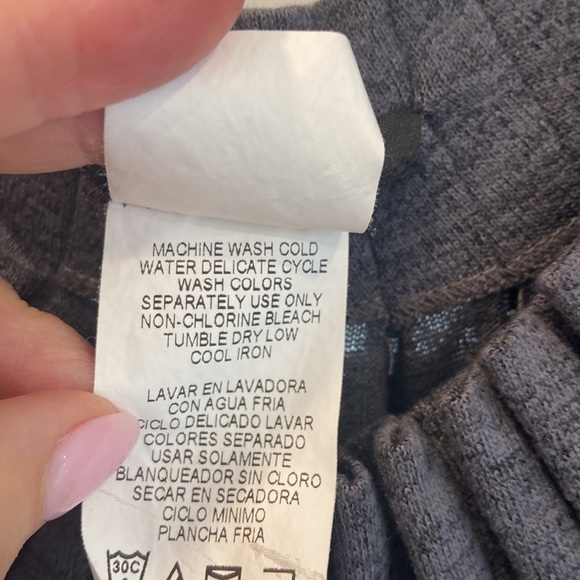 MACHINE WASH COLD
WATER DELICATE CYCLE
WASH COLORS
SEPARATELY USE ONLY
NON-CHLORINE BLEACH
TUMBLE DRY LOW
COOL IRON
LAVAR EN LAVADORA
CON AGUA FRIA
CICLO DELICADO LAVAR
COLORES SEPARADO
USAR SOLAMENTE
BLANQUEADOR SIN CLORO
SECAR EN SECADORA
CICLO MINIMO
PLANCHA FRIA
30C